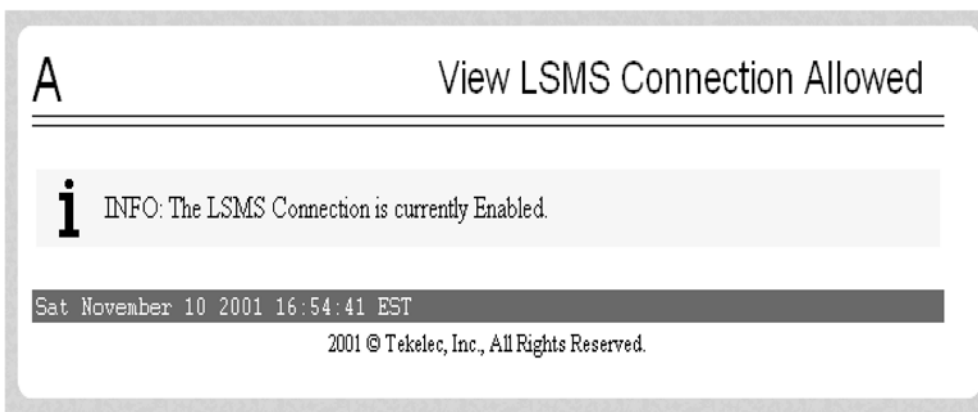 A
View LSMS Connection Allowed
i INFO: The LSMS Connection is currently Enabled.
Sat November 10 2001 16:54:41 EST
2001 © Tekelec, Inc., All Rights Reserved.